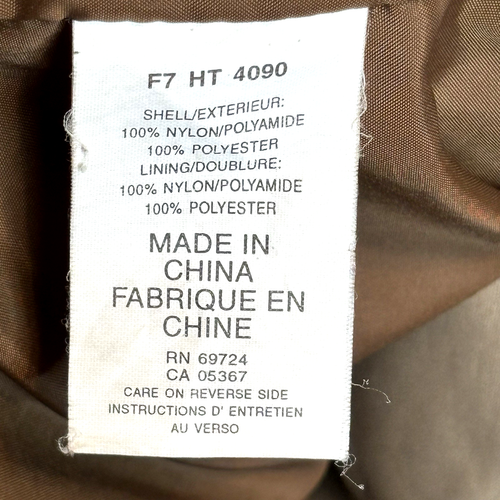 F7 HT 4090
SHELL/EXTERIEUR:
100% NYLON/POLYAMIDE
100% POLYESTER
LINING/DOUBLURE:
100% NYLON/POLYAMIDE
100% POLYESTER
MADE IN
CHINA
FABRIQUE EN
CHINE
RN 69724
CA 05367
CARE ON REVERSE SIDE
INSTRUCTIONS D' ENTRETIEN
AU VERSO